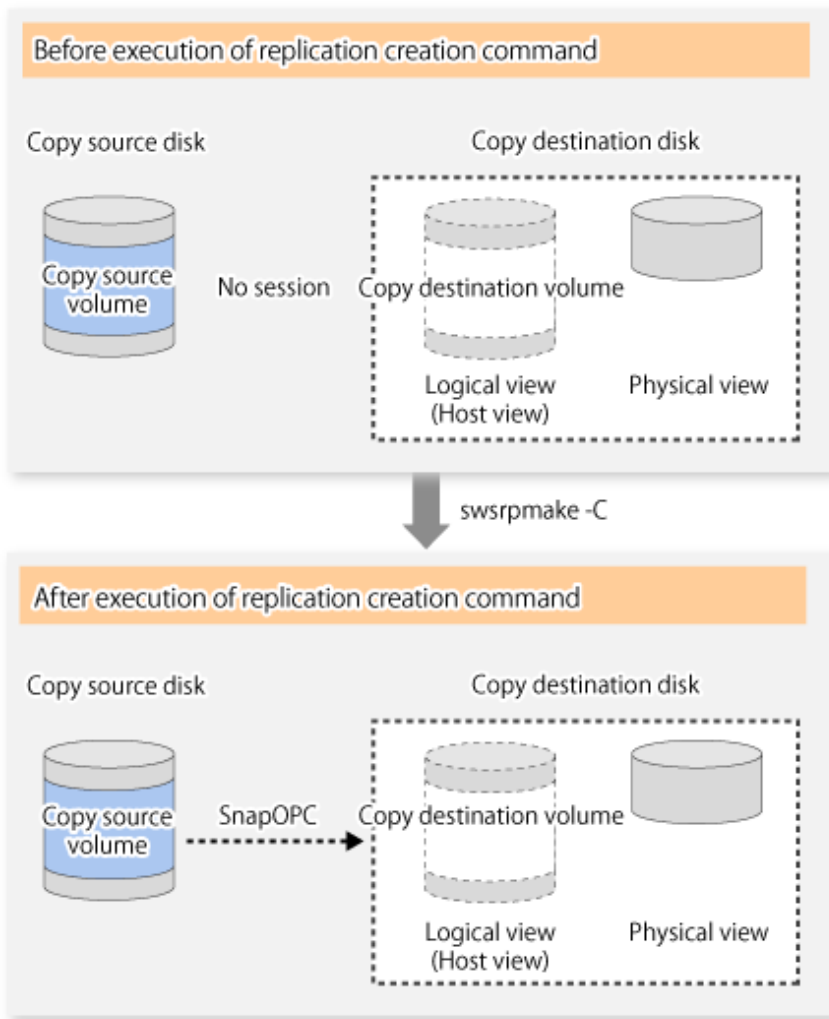 Before execution of replication creation command
Copy source disk
Copy destination disk
Copy source
volume
No session
Copy destination volume
Logical view
(Host view)
Physical view
swsrpmake -C
After execution of replication creation command
Copy source disk
Copy destination disk
Copy source
volume
SnapOPC
Copy destination volume
Logical view
(Host view)
Physical view